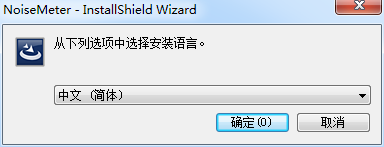 NoiseMeter - InstallShield Wizard
从下列选项中选择安装语言。
中文 (简体)
确定(O)
取消